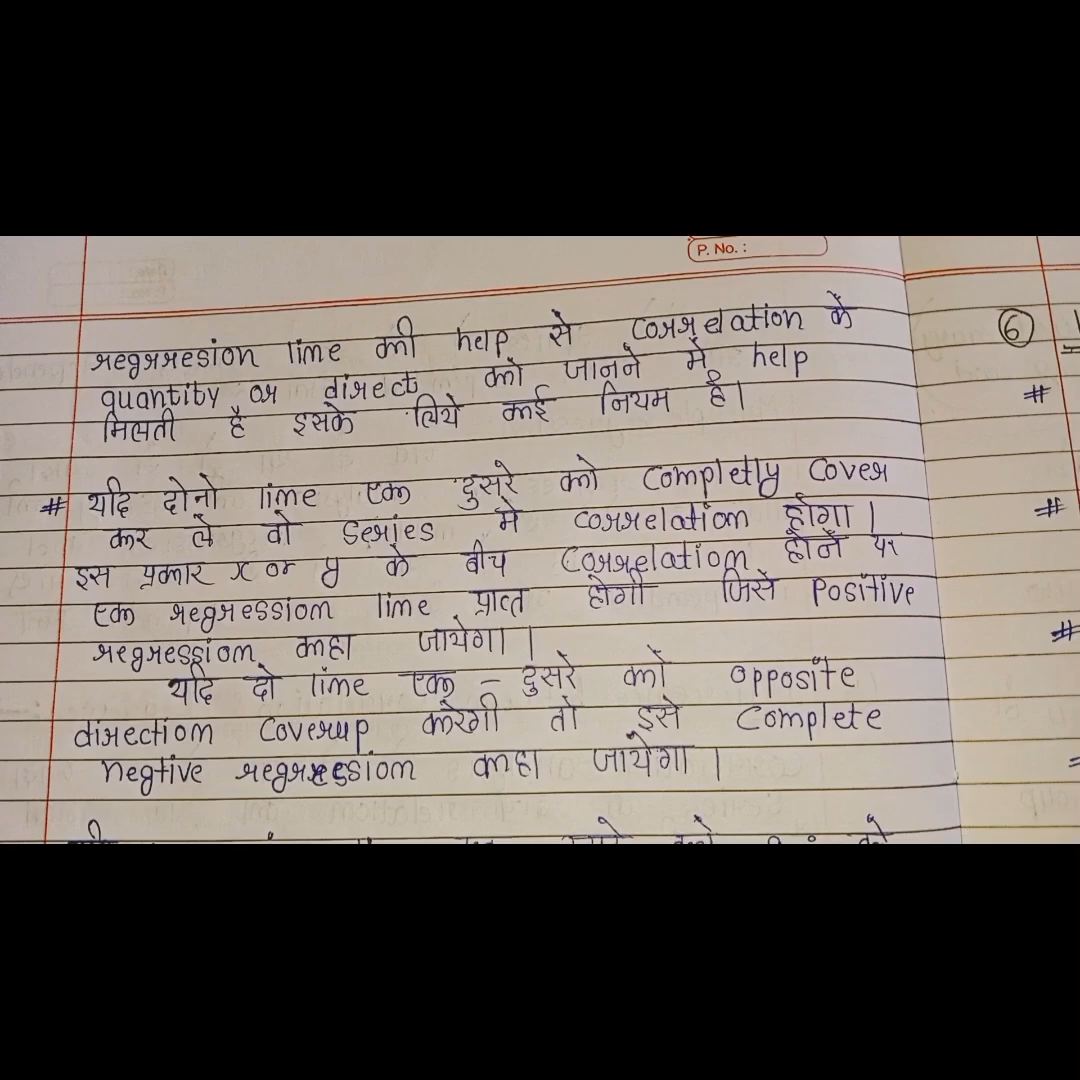 P. No. :
regrresion line की help से correlation के
quantity or direct को जानने में help
मिलती है इसके लिये कई नियम है।
6
#
# यदि दोनो line एक दुसरे को completly cover
कर ले वो series मे correlation होगा।
#
इस प्रकार x or y के बीच correlation होने पर
एक regression line प्राप्त होगी जिसे positive
#
regression कहा जायेगा।
यदि दो line एक - दुसरे को opposite
direction coverup करेगी तो इसे complete
negtive regression कहा जायेगा।